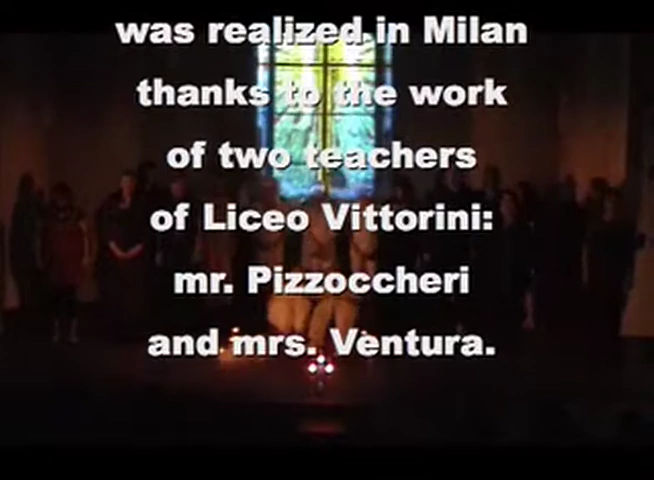 was realized in Milan
thanks to the work
of two teachers
of Liceo Vittorini:
mr. Pizzoccheri
and mrs. Ventura.